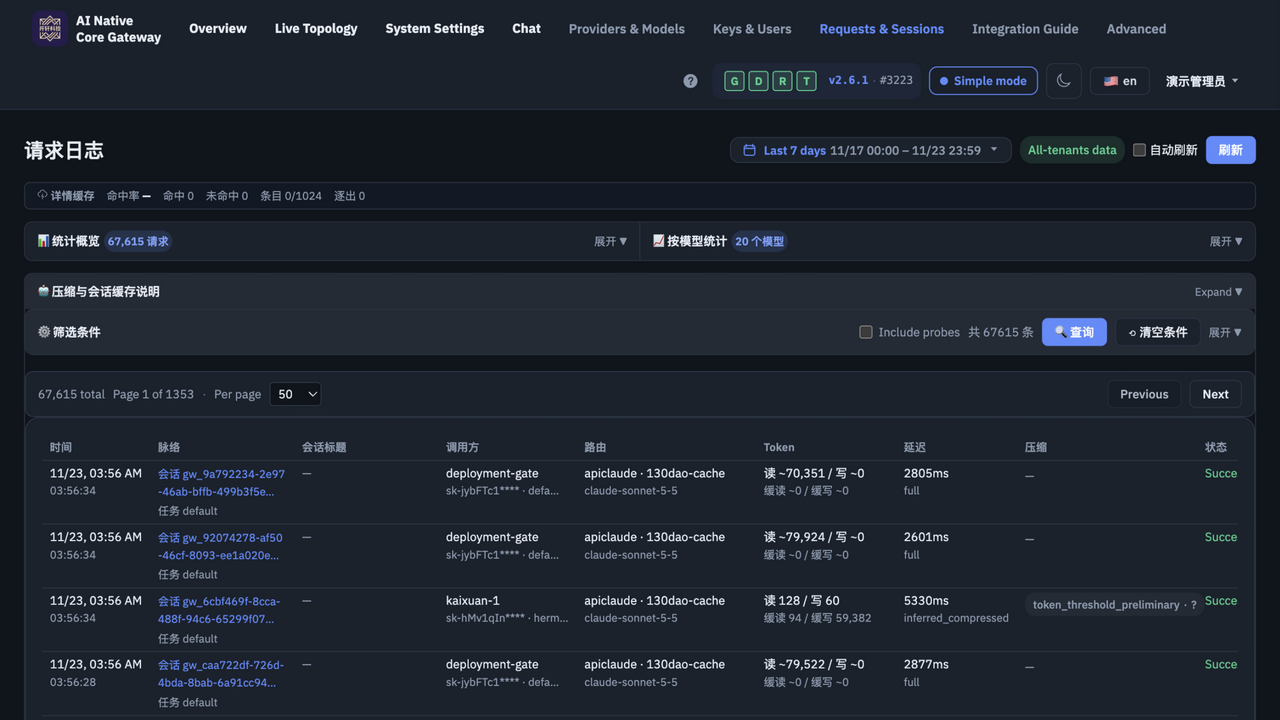 AI Native
Core Gateway
Overview
Live Topology
System Settings
Chat
Providers & Models
Keys & Users
Requests & Sessions
Integration Guide
Advanced
?
G D R T v2.6.1 · #3223
Simple mode
🇺🇸 en
演示管理员
请求日志
Last 7 days 11/17 00:00 – 11/23 23:59
All-tenants data
自动刷新
刷新
详情缓存 命中率 — 命中 0 未命中 0 条目 0/1024 逐出 0
📊 统计概览 67,615 请求 展开 ▼
📈 按模型统计 20 个模型 展开 ▼
压缩与会话缓存说明 Expand ▼
⚙ 筛选条件 Include probes 共 67615 条 🔍 查询 ⟲ 清空条件 展开 ▼
67,615 total Page 1 of 1353 · Per page 50 Previous Next
时间 脉络 会话标题 调用方 路由 Token 延迟 压缩 状态
11/23, 03:56 AM 会话 gw_9a792234-2e97 — deployment-gate apiclaude · 130dao-cache 读 ~70,351 / 写 ~0 2805ms — Succe
03:56:34 -46ab-bffb-499b3f5e... sk-jybFTc1**** · defa... claude-sonnet-5-5 缓读 ~0 / 缓写 ~0 full
任务 default
11/23, 03:56 AM 会话 gw_92074278-af50 — deployment-gate apiclaude · 130dao-cache 读 ~79,924 / 写 ~0 2601ms — Succe
03:56:34 -46cf-8093-ee1a020e... sk-jybFTc1**** · defa... claude-sonnet-5-5 缓读 ~0 / 缓写 ~0 full
任务 default
11/23, 03:56 AM 会话 gw_6cbf469f-8cca- — kaixuan-1 apiclaude · 130dao-cache 读 128 / 写 60 5330ms token_threshold_preliminary · ? Succe
03:56:34 488f-94c6-65299f07... sk-hMv1qIn**** · herm... claude-sonnet-5-5 缓读 94 / 缓写 59,382 inferred_compressed
任务 default
11/23, 03:56 AM 会话 gw_caa722df-726d- — deployment-gate apiclaude · 130dao-cache 读 ~79,522 / 写 ~0 2877ms — Succe
03:56:28 4bda-8bab-6a91cc94... sk-jybFTc1**** · defa... claude-sonnet-5-5 缓读 ~0 / 缓写 ~0 full
任务 default